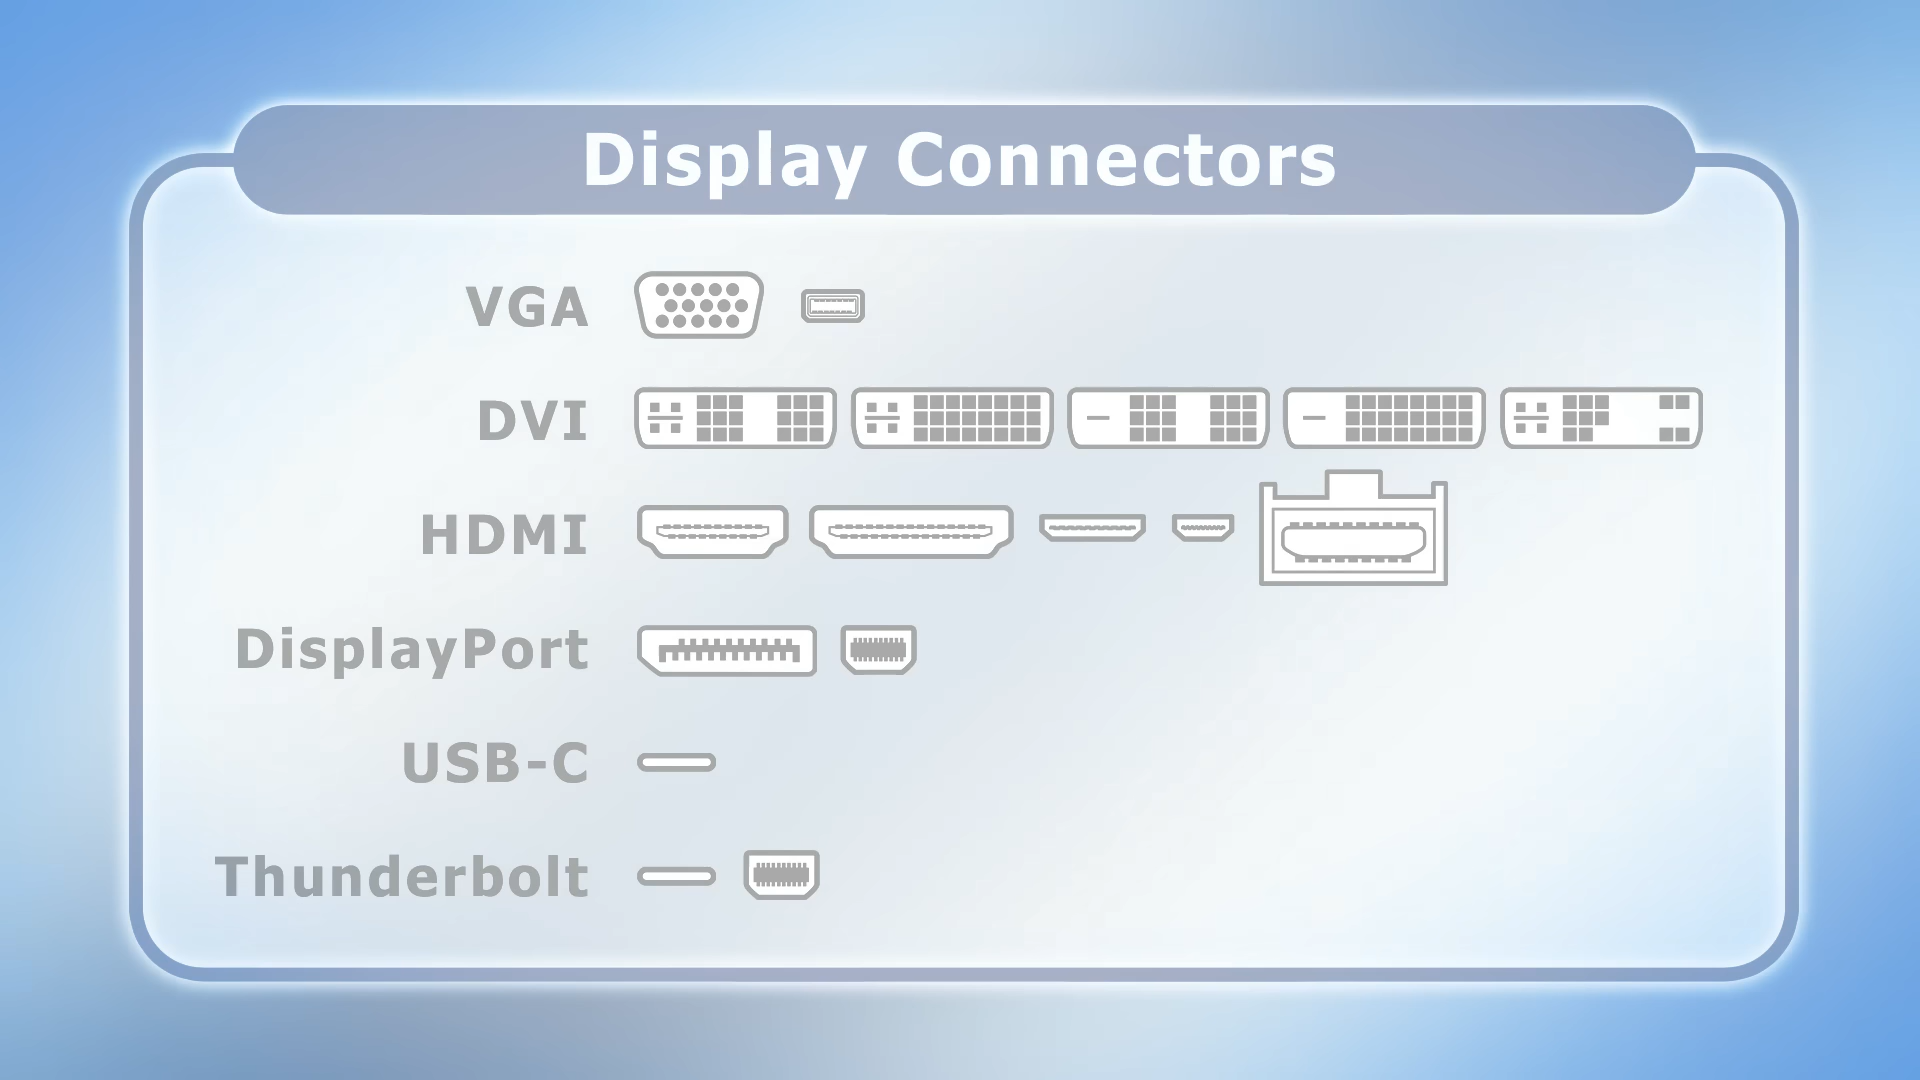 Display Connectors
VGA
DVI
HDMI
DisplayPort
USB-C
Thunderbolt